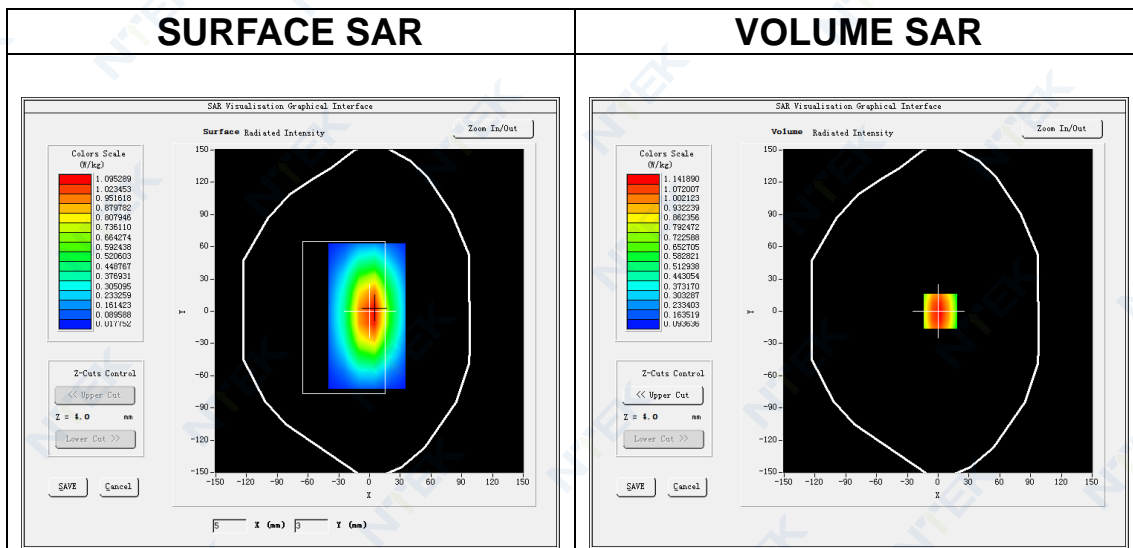 SURFACE SAR
VOLUME SAR
SAR Visualisation Graphical Interface
Surface Radiated Intensity
Zoom In/Out
Colors Scale
(W/kg)
1.095289
1.023453
0.951618
0.879782
0.807946
0.736110
0.664274
0.592438
0.520603
0.448767
0.376931
0.305095
0.233259
0.161423
0.089588
0.017752
150
120
90
60
30
0
-30
-60
-90
-120
-150
Y
-150 -120 -90 -60 -30 0 30 60 90 120 150
X
Z-Cuts Control
<< Upper Cut
Z = 4.0 mm
Lower Cut >>
SAVE Cancel
5 X (mm) 3 Y (mm)
SAR Visualisation Graphical Interface
Volume Radiated Intensity
Zoom In/Out
Colors Scale
(W/kg)
1.141890
1.072007
1.002123
0.932239
0.862356
0.792472
0.722588
0.652705
0.582821
0.512938
0.443054
0.373170
0.303287
0.233403
0.163519
0.093636
150
120
90
60
30
0
-30
-60
-90
-120
-150
Y
-150 -120 -90 -60 -30 0 30 60 90 120 150
X
Z-Cuts Control
<< Upper Cut
Z = 4.0 mm
Lower Cut >>
SAVE Cancel
NTEK